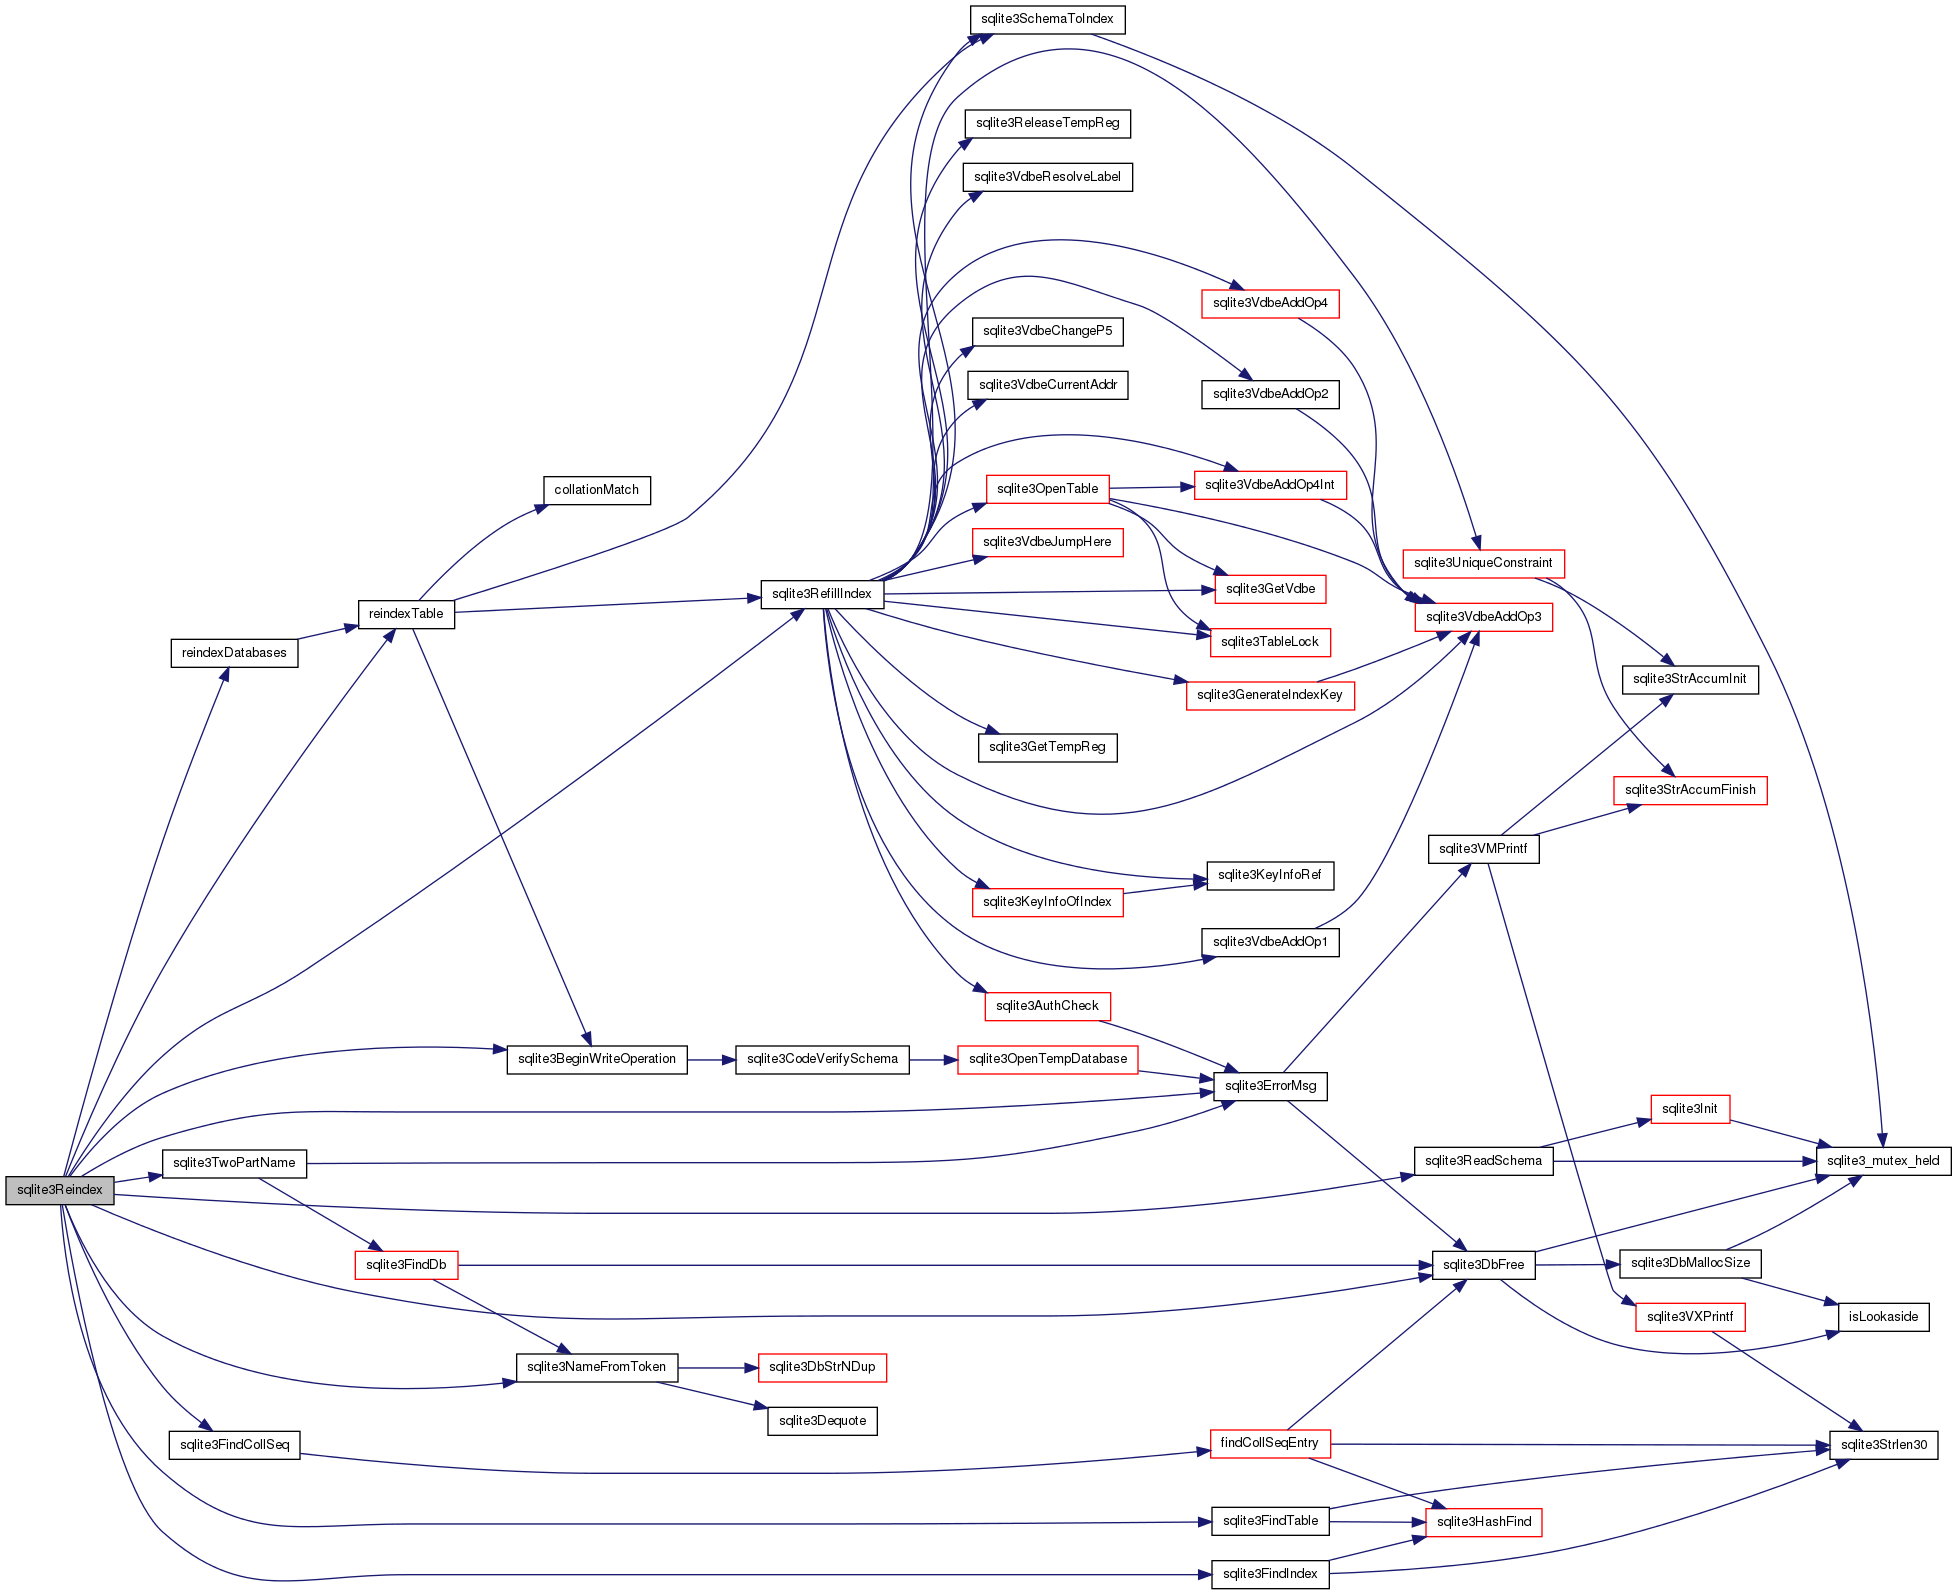 sqlite3SchemaToIndex
sqlite3ReleaseTempReg
sqlite3VdbeResolveLabel
sqlite3VdbeAddOp4
sqlite3VdbeChangeP5
sqlite3VdbeCurrentAddr
sqlite3VdbeAddOp2
collationMatch
sqlite3OpenTable
sqlite3VdbeAddOp4Int
sqlite3VdbeJumpHere
sqlite3UniqueConstraint
sqlite3RefillIndex
sqlite3GetVdbe
reindexTable
sqlite3VdbeAddOp3
sqlite3TableLock
reindexDatabases
sqlite3StrAccumInit
sqlite3GenerateIndexKey
sqlite3GetTempReg
sqlite3StrAccumFinish
sqlite3VMPrintf
sqlite3KeyInfoRef
sqlite3KeyInfoOfIndex
sqlite3VdbeAddOp1
sqlite3AuthCheck
sqlite3BeginWriteOperation
sqlite3CodeVerifySchema
sqlite3OpenTempDatabase
sqlite3ErrorMsg
sqlite3Init
sqlite3TwoPartName
sqlite3ReadSchema
sqlite3_mutex_held
sqlite3Reindex
sqlite3FindDb
sqlite3DbFree
sqlite3DbMallocSize
sqlite3VXPrintf
isLookaside
sqlite3NameFromToken
sqlite3DbStrNDup
sqlite3Dequote
sqlite3FindCollSeq
findCollSeqEntry
sqlite3Strlen30
sqlite3FindTable
sqlite3HashFind
sqlite3FindIndex